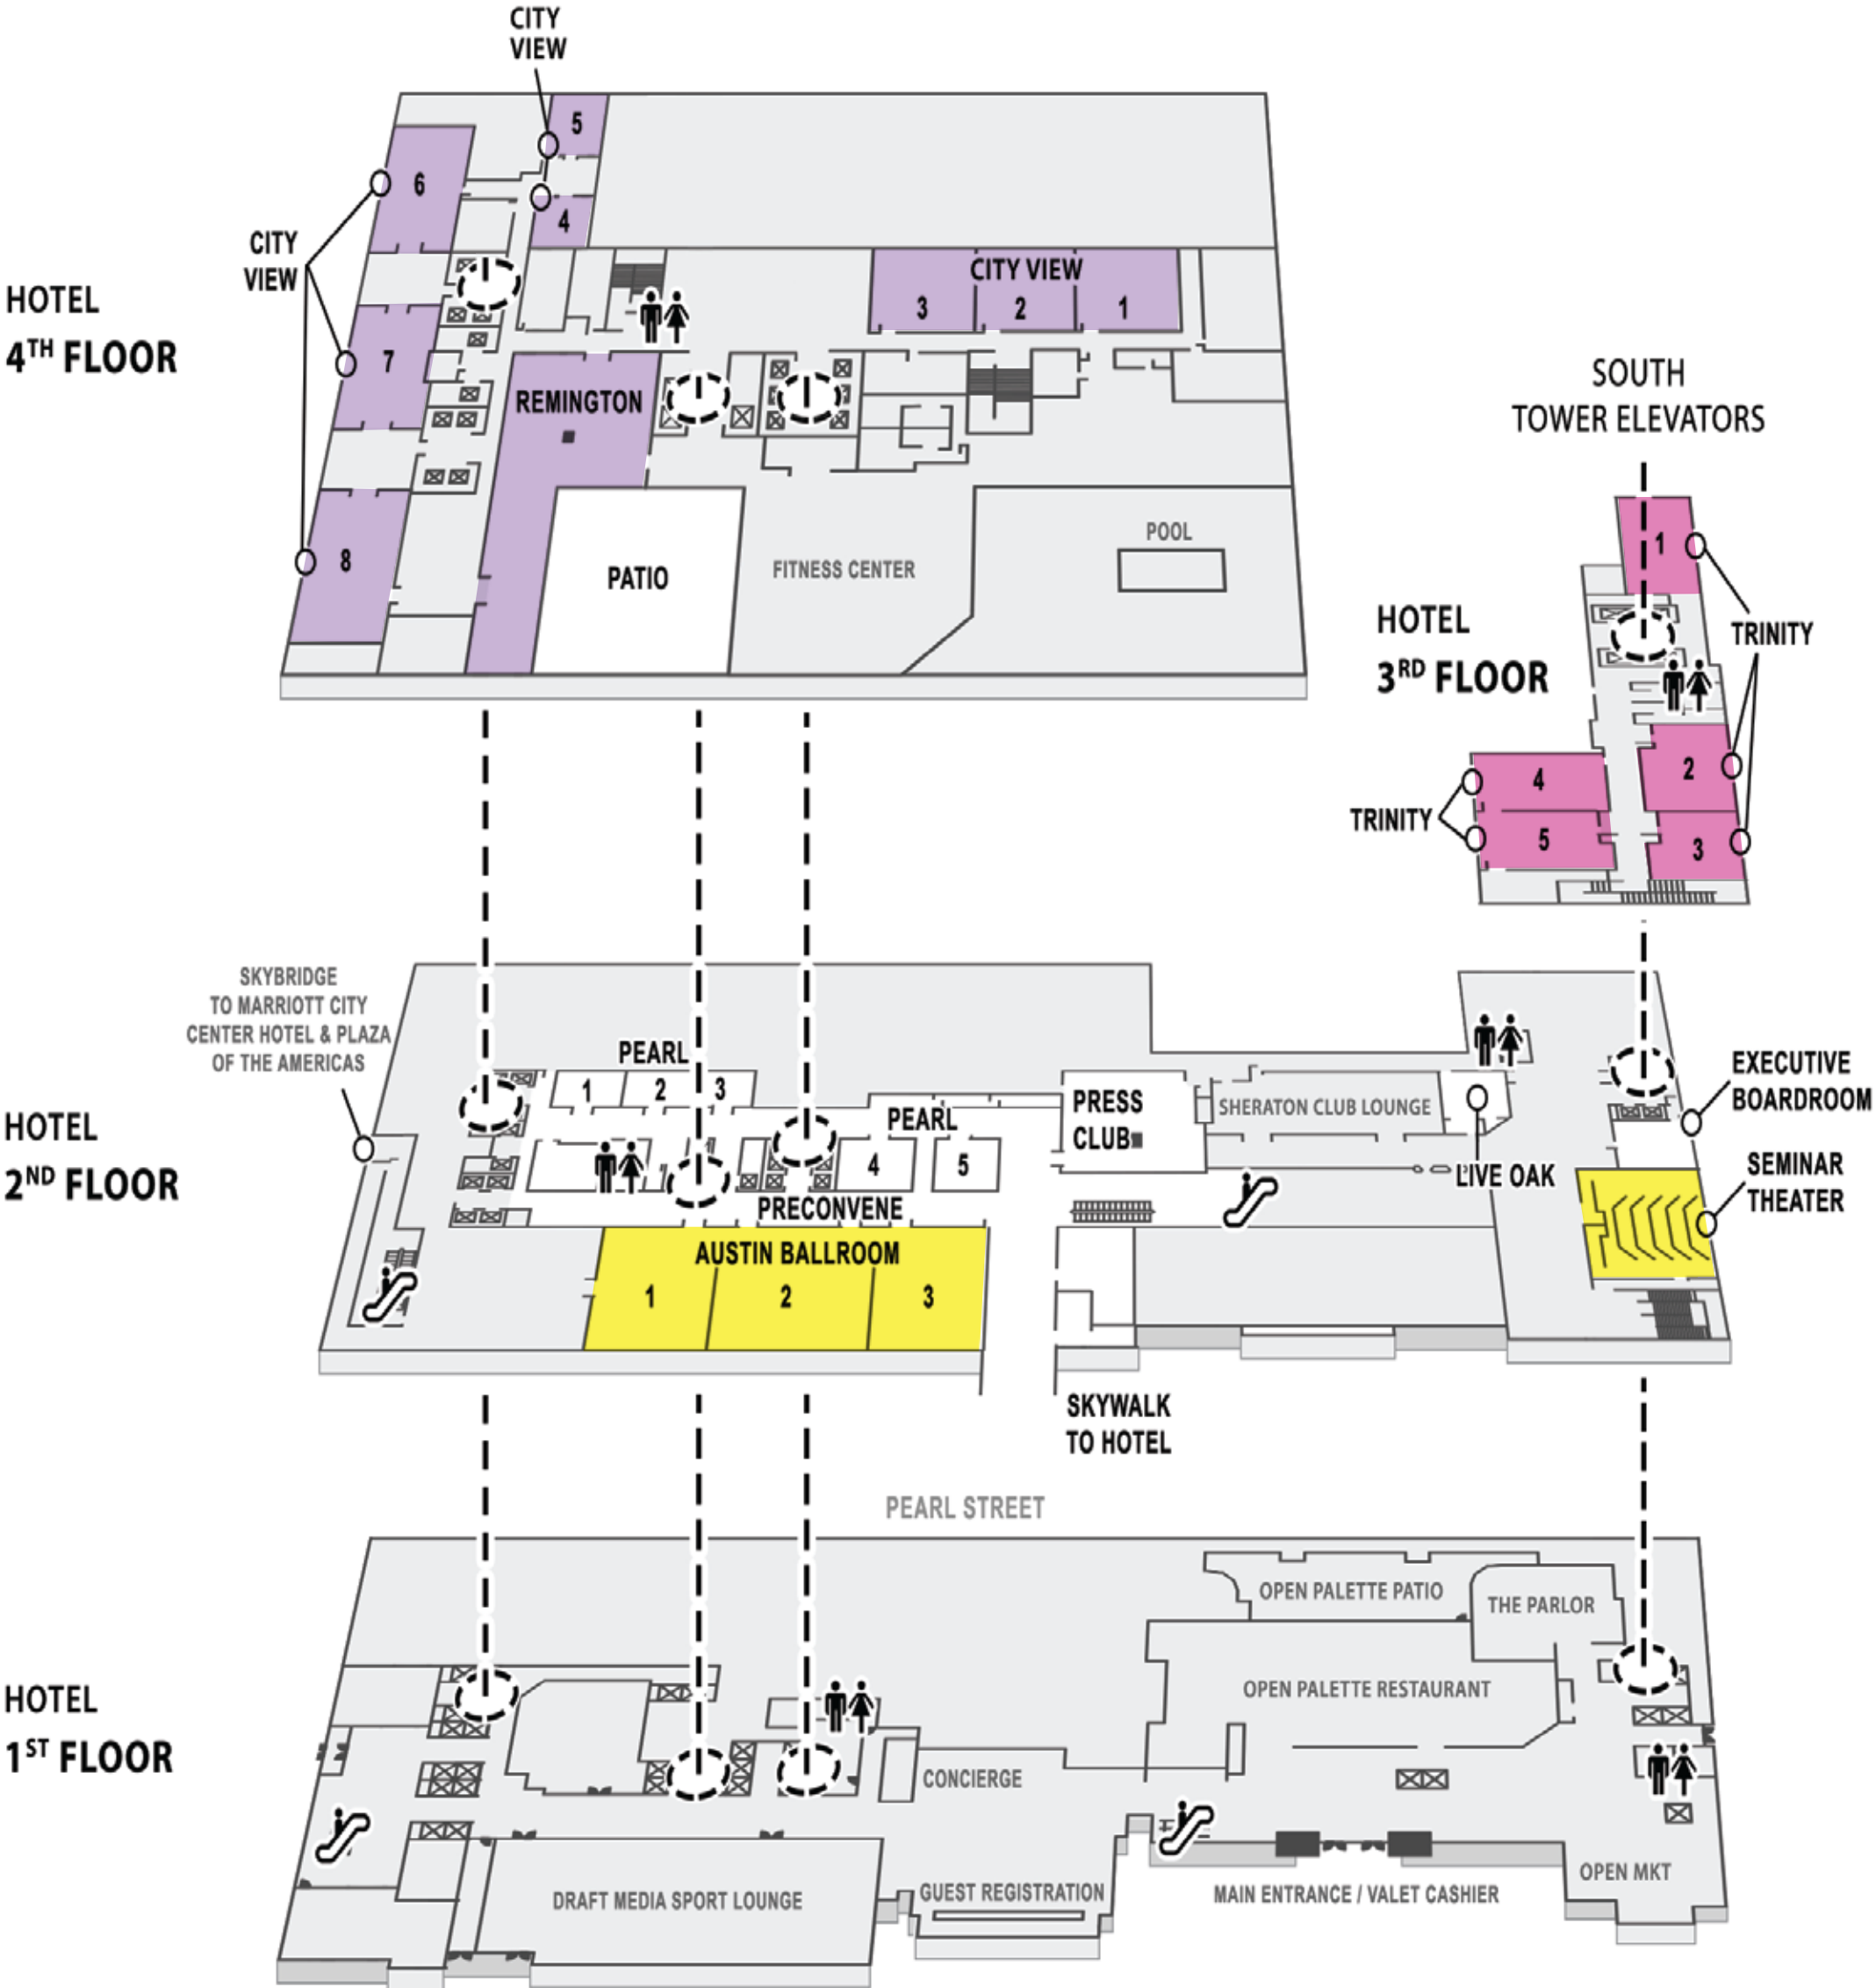 CITY
VIEW
5
6
4
CITY
VIEW
CITY VIEW
3
2
1
HOTEL
4TH FLOOR
7
REMINGTON
8
PATIO
FITNESS CENTER
POOL
SOUTH
TOWER ELEVATORS
1
HOTEL
3RD FLOOR
TRINITY
2
4
TRINITY
5
3
SKYBRIDGE
TO MARRIOTT CITY
CENTER HOTEL & PLAZA
OF THE AMERICAS
PEARL
1
2
3
PEARL
4
5
PRESS
CLUB
SHERATON CLUB LOUNGE
EXECUTIVE
BOARDROOM
HOTEL
2ND FLOOR
LIVE OAK
SEMINAR
THEATER
PRECONVENE
AUSTIN BALLROOM
1
2
3
SKYWALK
TO HOTEL
PEARL STREET
OPEN PALETTE PATIO
THE PARLOR
OPEN PALETTE RESTAURANT
HOTEL
1ST FLOOR
CONCIERGE
DRAFT MEDIA SPORT LOUNGE
GUEST REGISTRATION
MAIN ENTRANCE / VALET CASHIER
OPEN MKT